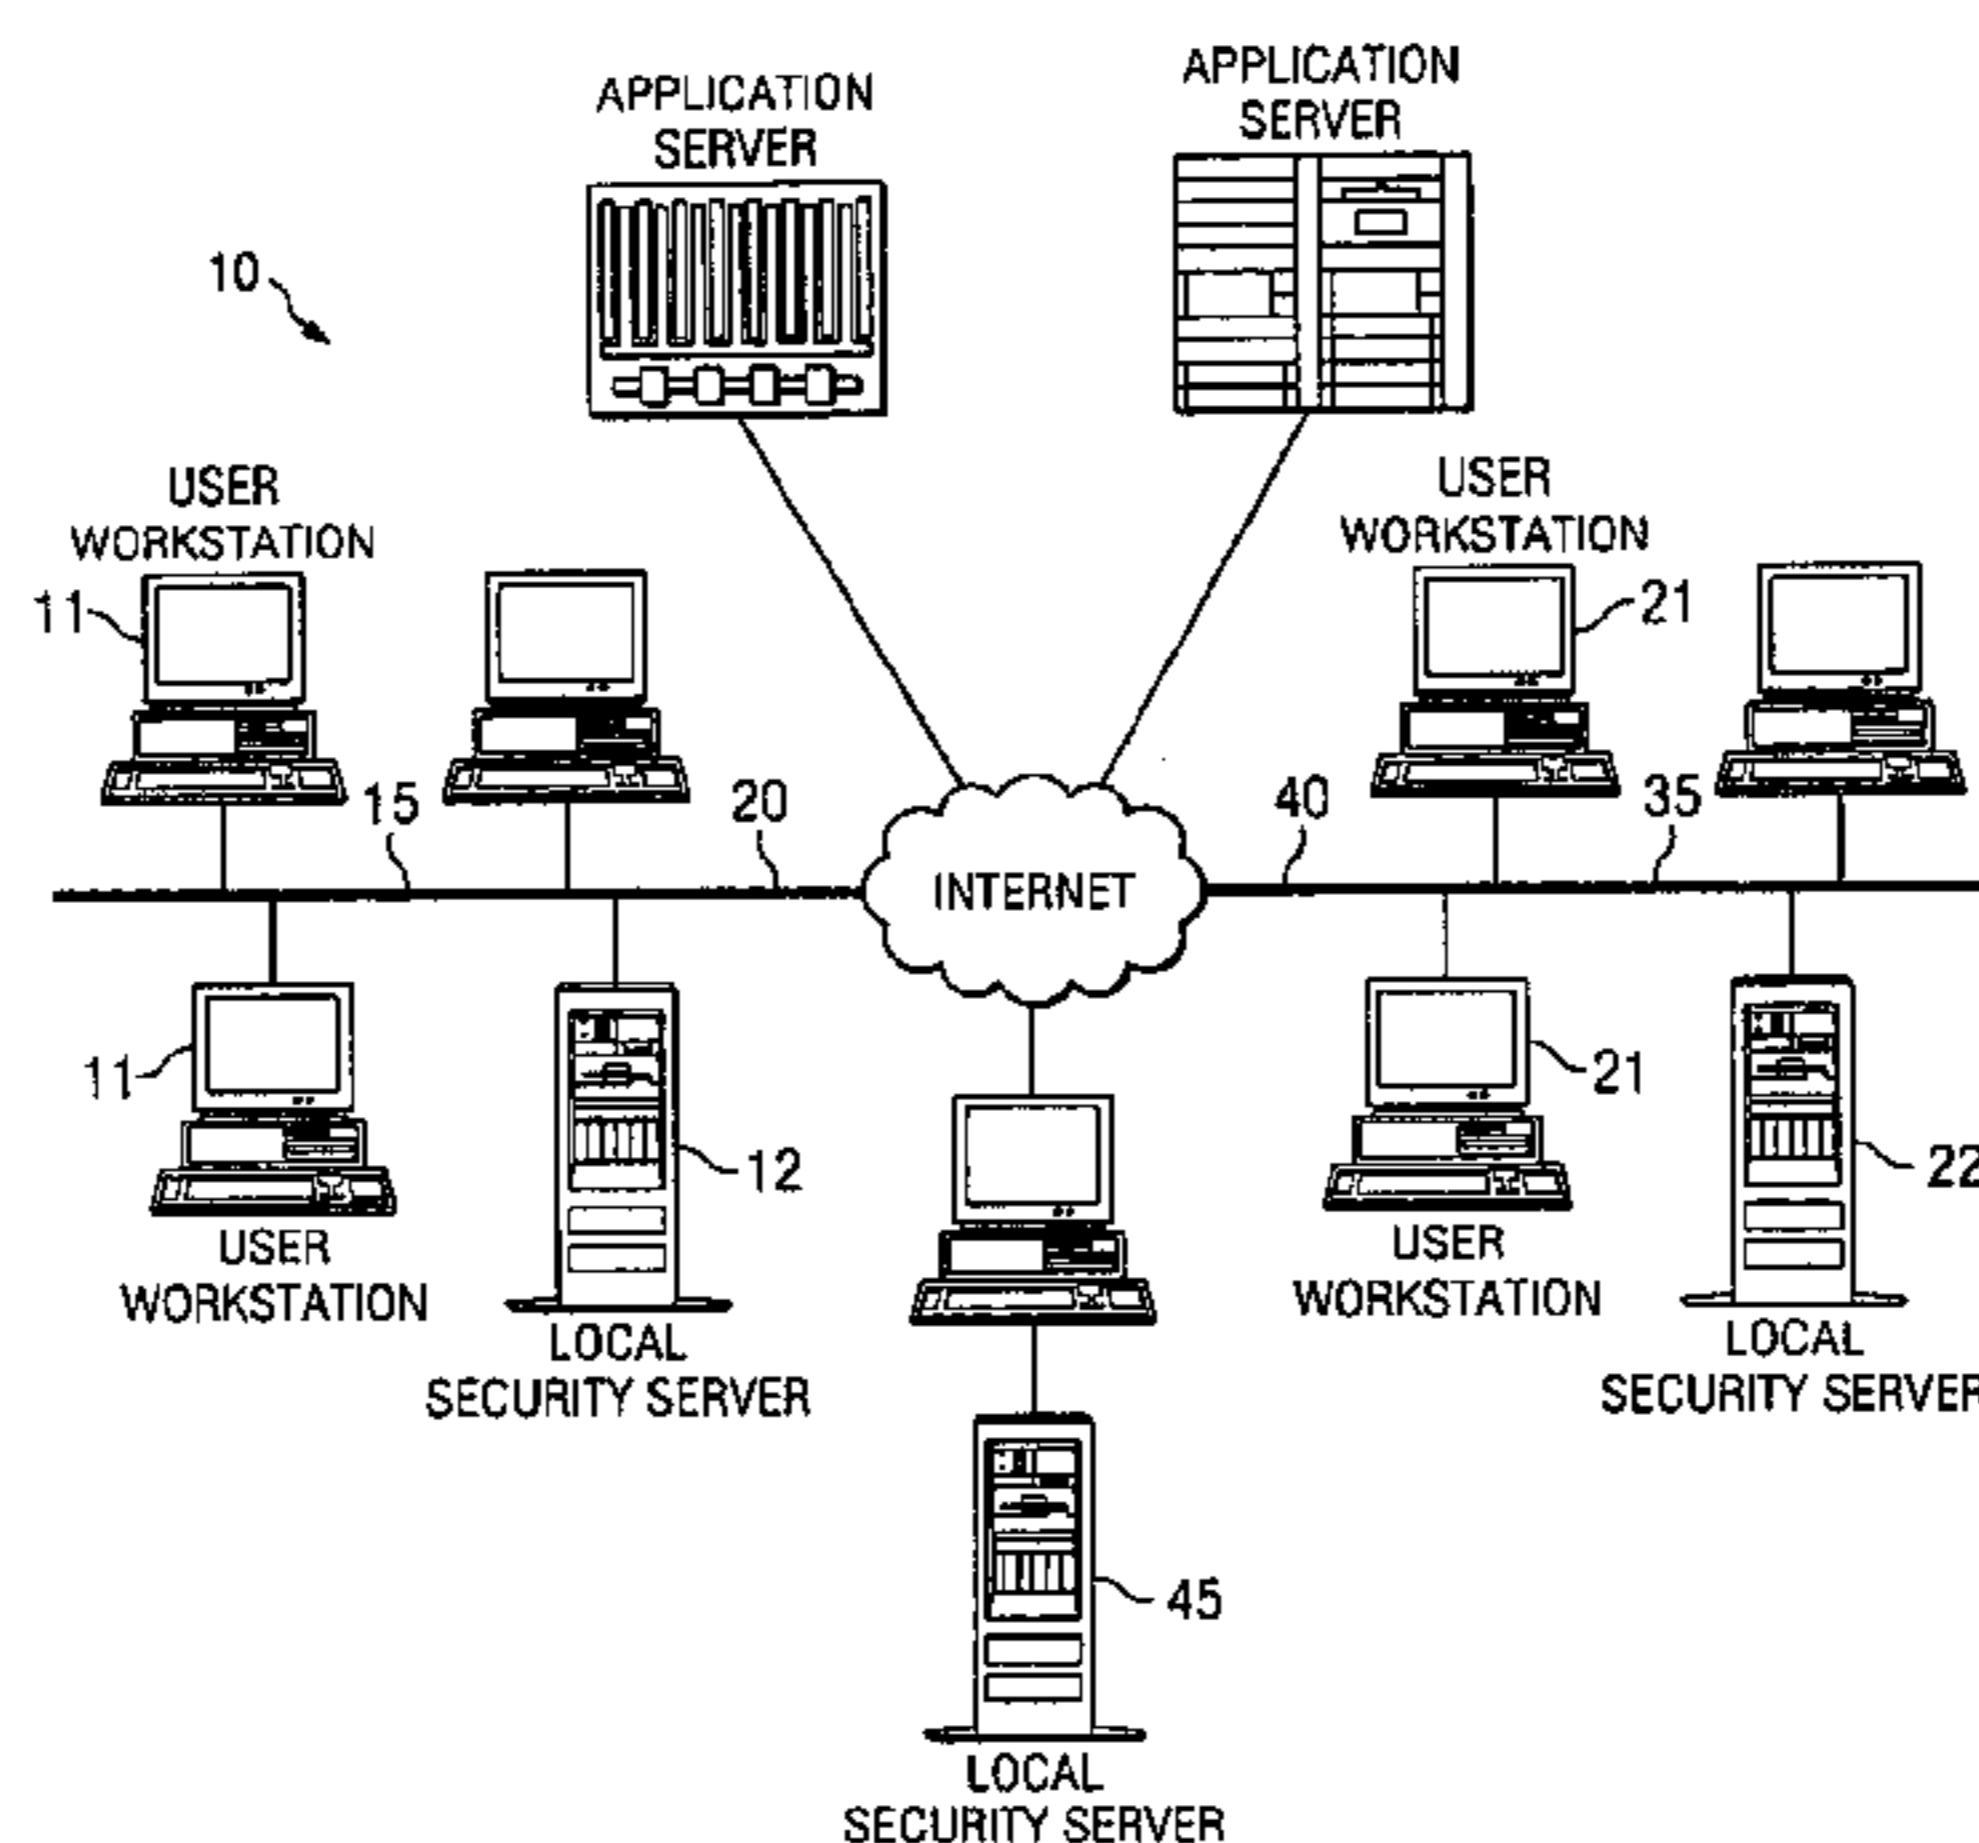 APPLICATION
SERVER
APPLICATION
SERVER
10
USER
WORKSTATION
USER
WORKSTATION
11
21
15
20
40
35
INTERNET
11
12
21
22
USER
WORKSTATION
LOCAL
SECURITY SERVER
USER
WORKSTATION
LOCAL
SECURITY SERVER
45
LOCAL
SECURITY SERVER